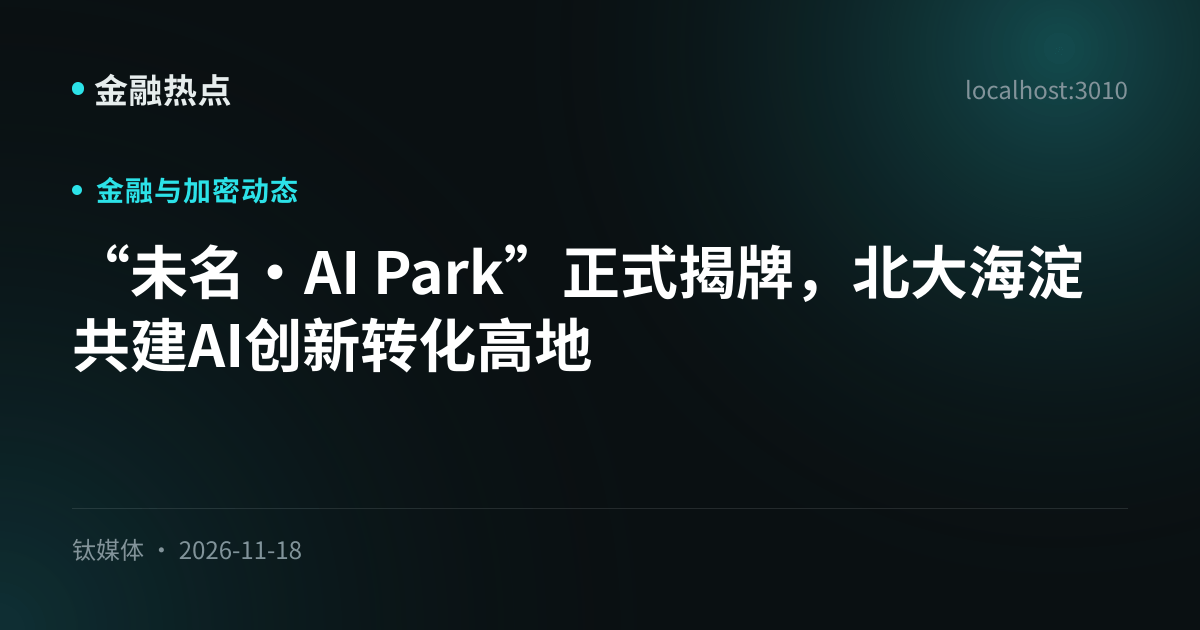 金融热点
localhost:3010
金融与加密动态
“未名·AI Park”正式揭牌，北大海淀
共建AI创新转化高地
钛媒体 · 2026-11-18